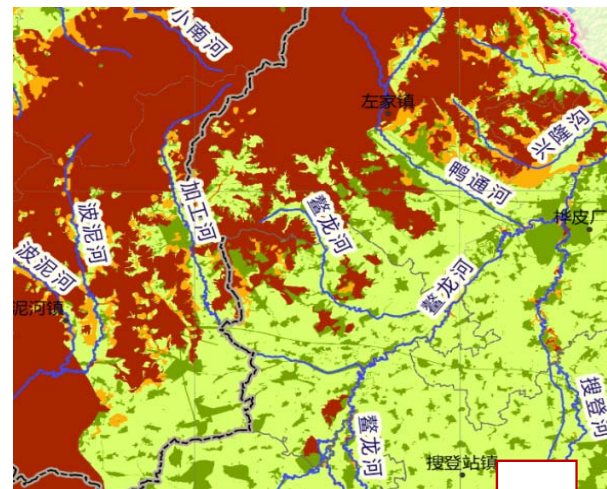 小南河
左家镇
兴隆沟
鸭通河
桦皮厂
加工河
鳌龙河
波泥河
波泥河
鳌龙河
泥河镇
搜登河
鳌龙河
搜登站镇